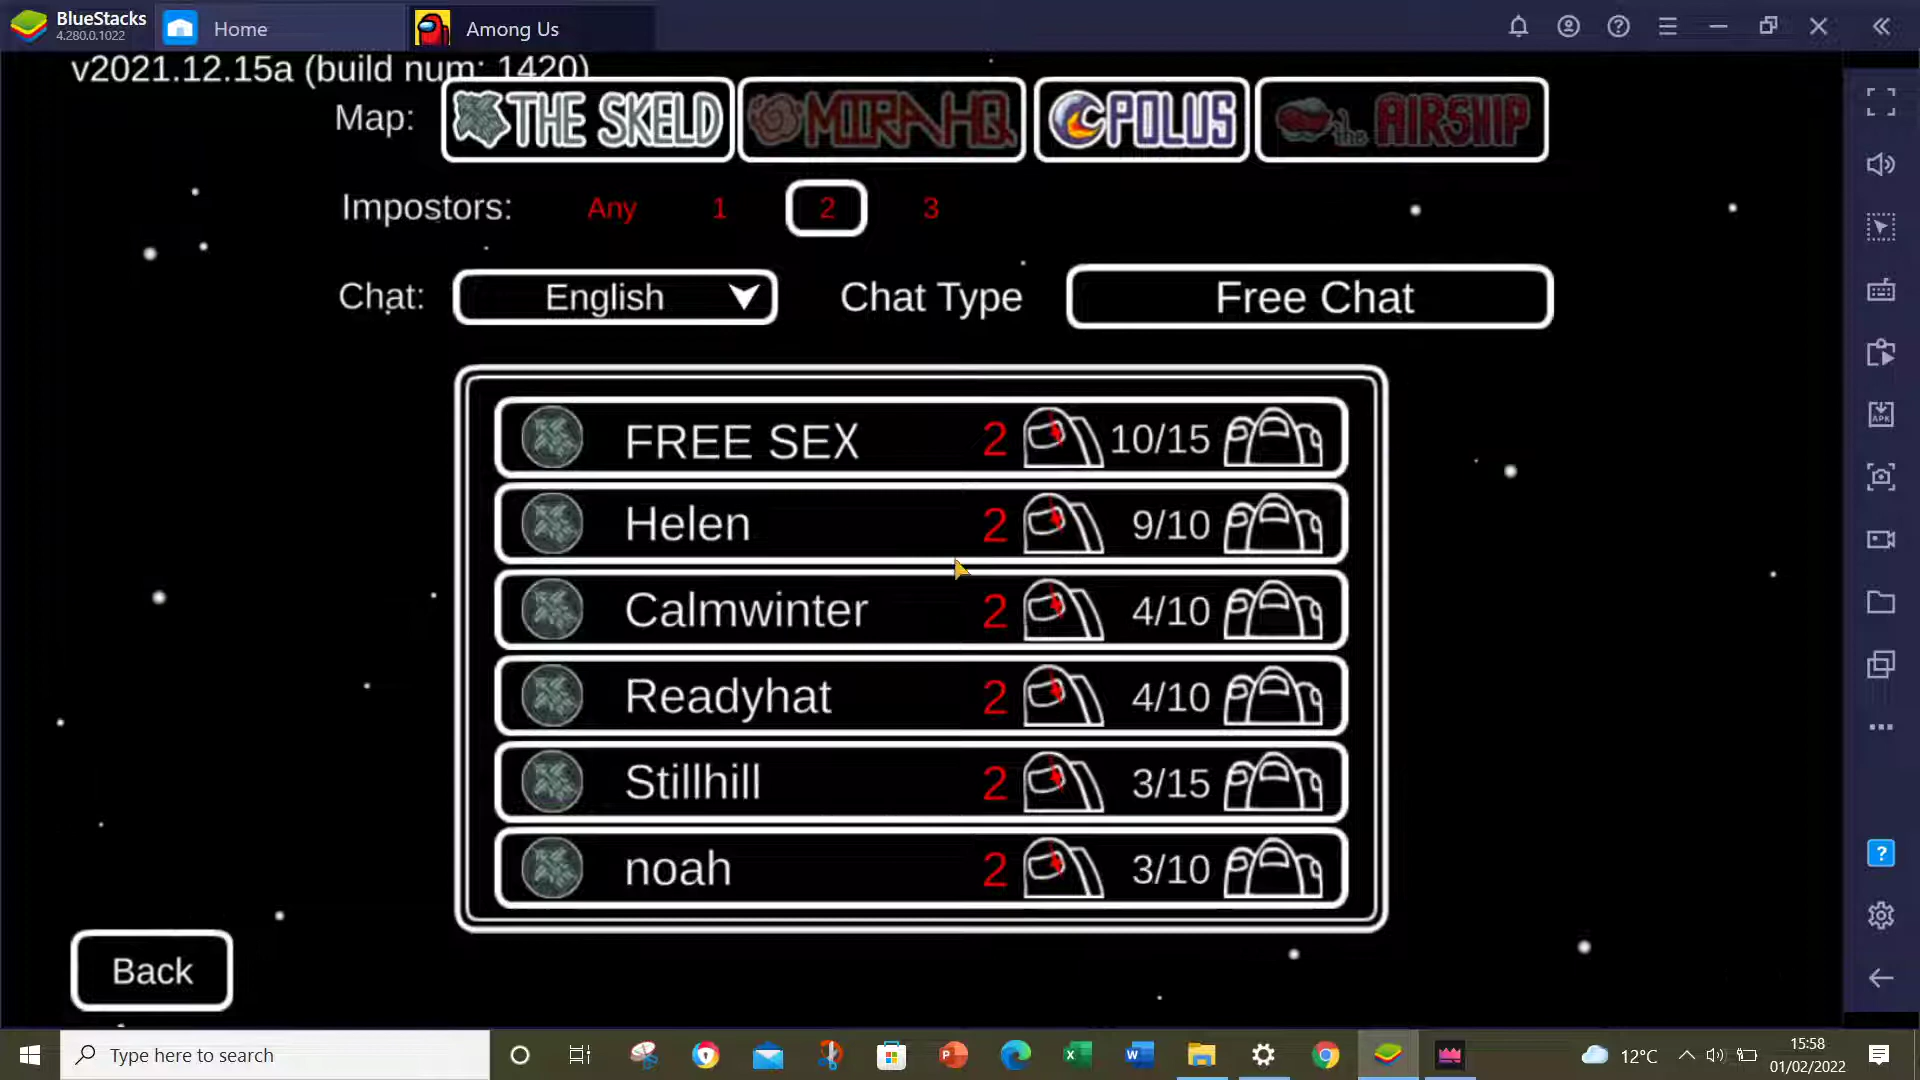 BlueStacks
4.280.0.1022
Home
Among Us
v2021.12.15a (build num: 1420)
Map: THE SKELD MIRA HQ POLUS the AIRSHIP
Impostors: Any 1 2 3
Chat: English Chat Type Free Chat
FREE SEX 2 10/15
Helen 2 9/10
Calmwinter 2 4/10
Readyhat 2 4/10
Stillhill 2 3/15
noah 2 3/10
Back
APK
?
Type here to search
12°C
15:58
01/02/2022